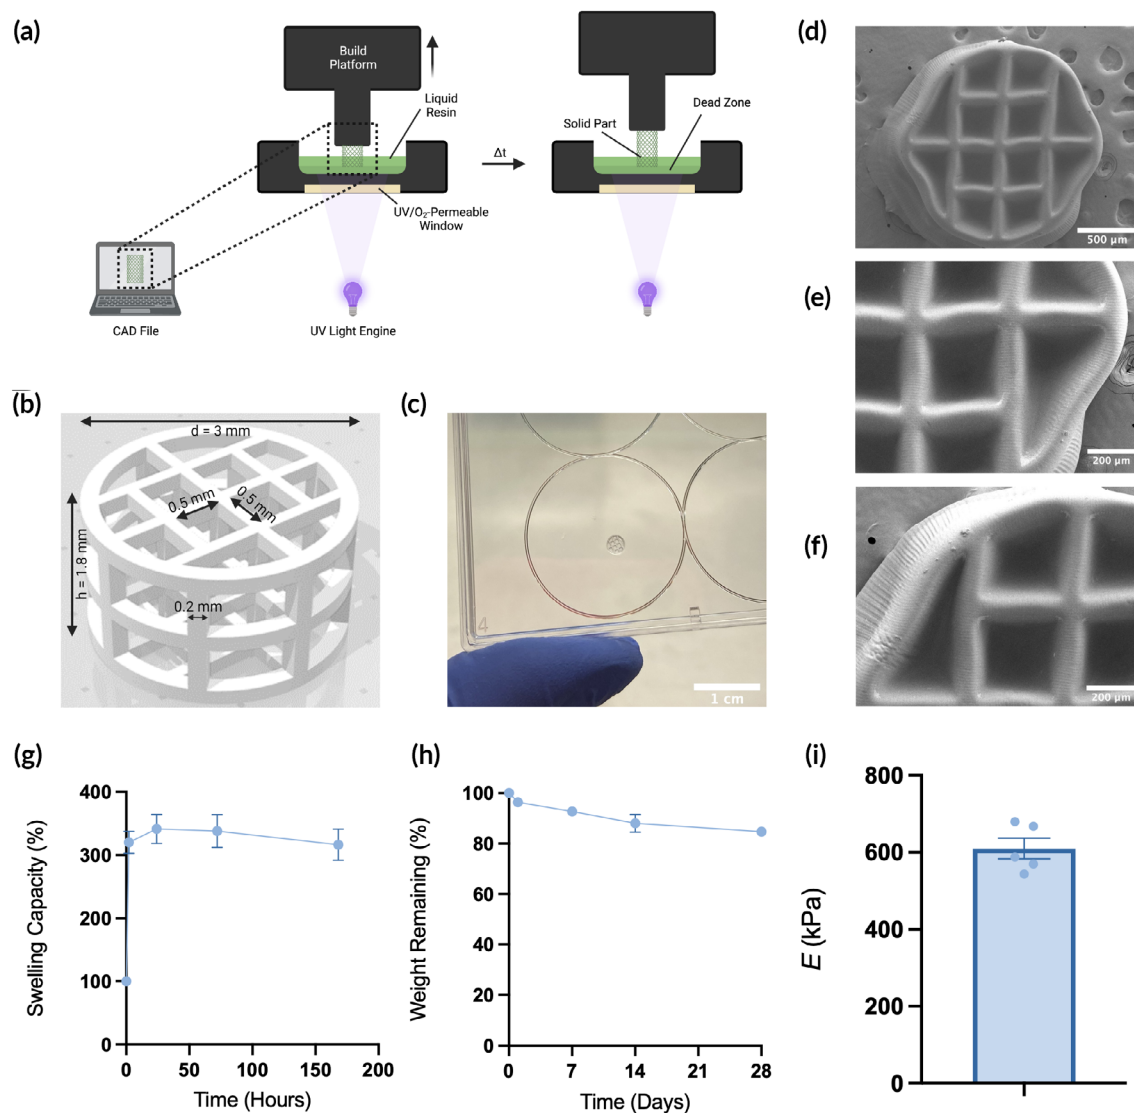 (a)
Build
Platform
Liquid
Resin
UV/O₂-Permeable
Window
CAD File
UV Light Engine
Δt
Solid Part
Dead Zone
(b)
d = 3 mm
0.5 mm
0.5 mm
h = 1.8 mm
0.2 mm
(c)
4
1 cm
(d)
500 µm
(e)
200 µm
(f)
200 µm
(g)
Swelling Capacity (%)
400
300
200
100
0
0 50 100 150 200
Time (Hours)
(h)
Weight Remaining (%)
100
80
60
40
20
0
0 7 14 21 28
Time (Days)
(i)
E (kPa)
800
600
400
200
0